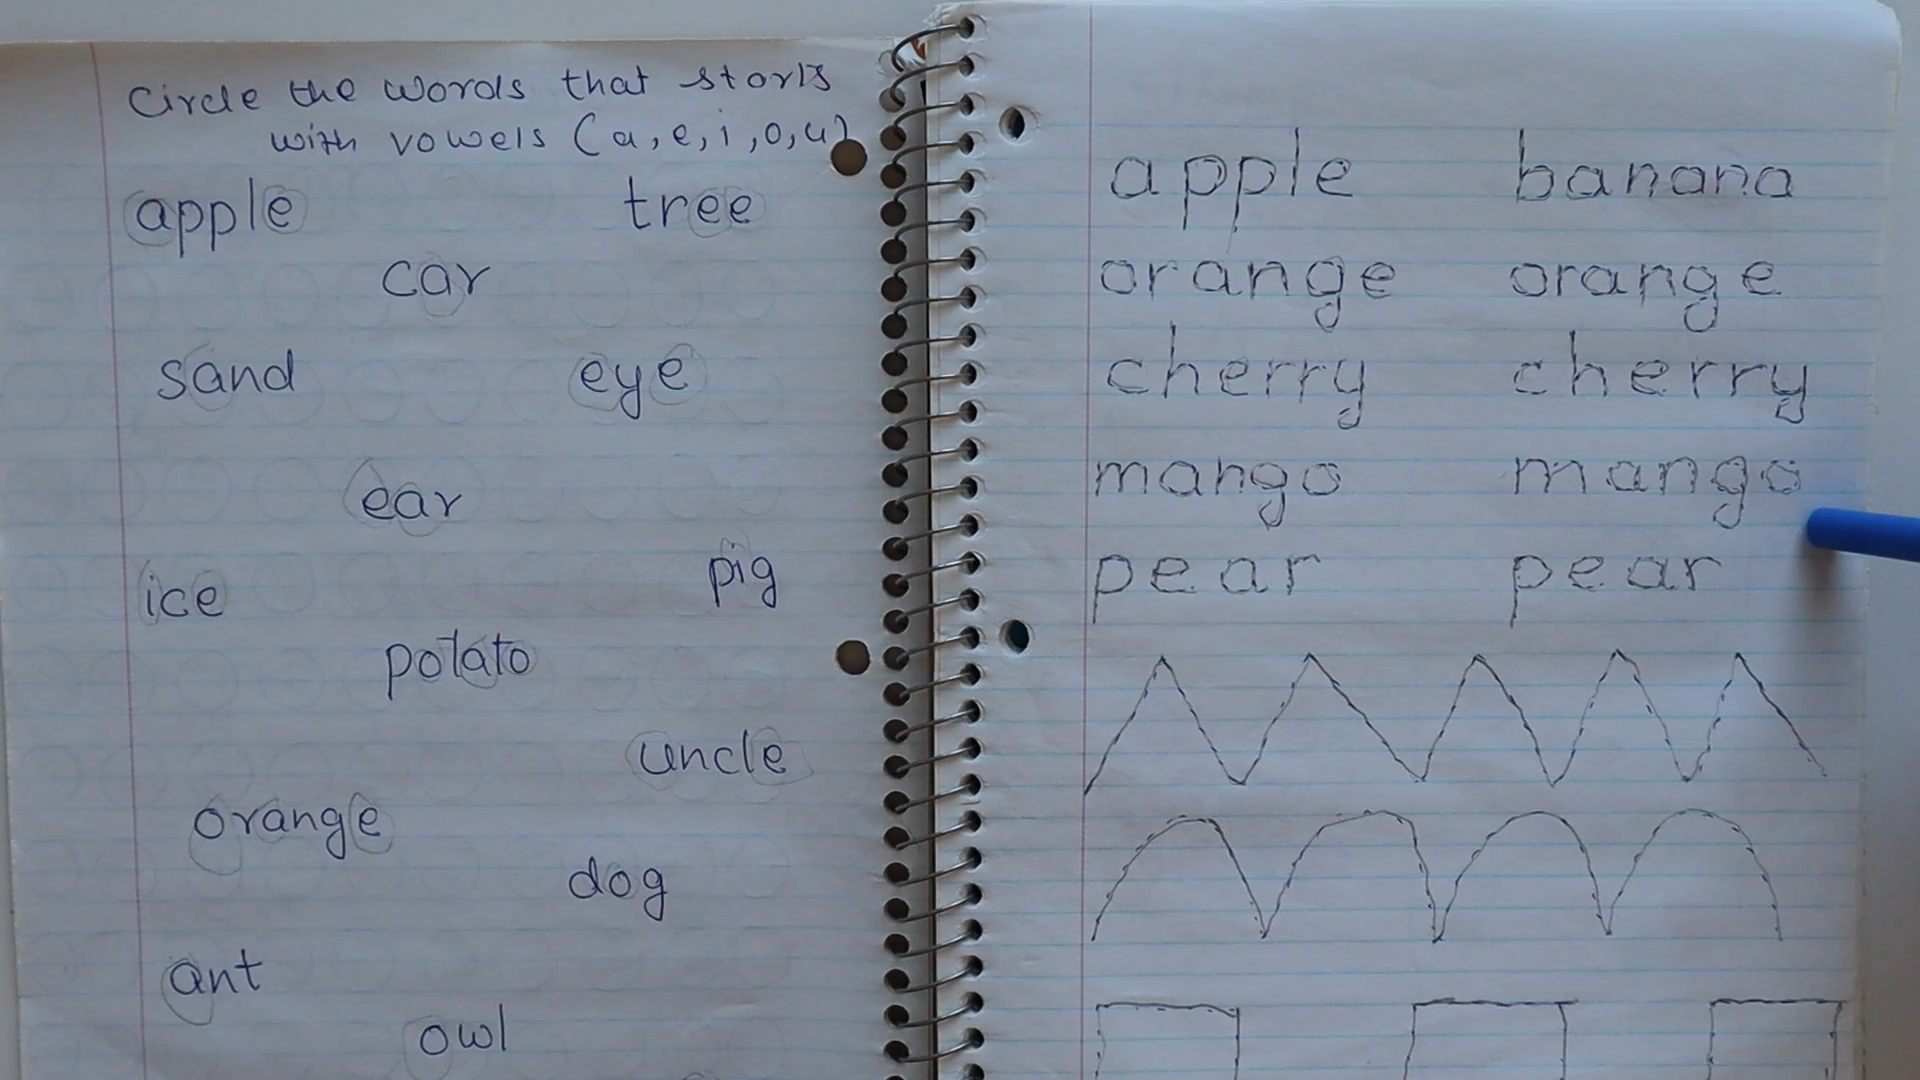 Circle the words that starts
with vowels (a, e, i, o, u)
apple tree
car
sand eye
ear
pig
ice
potato
uncle
orange
dog
ant
owl
apple banana
orange orange
cherry cherry
mango mango
pear pear